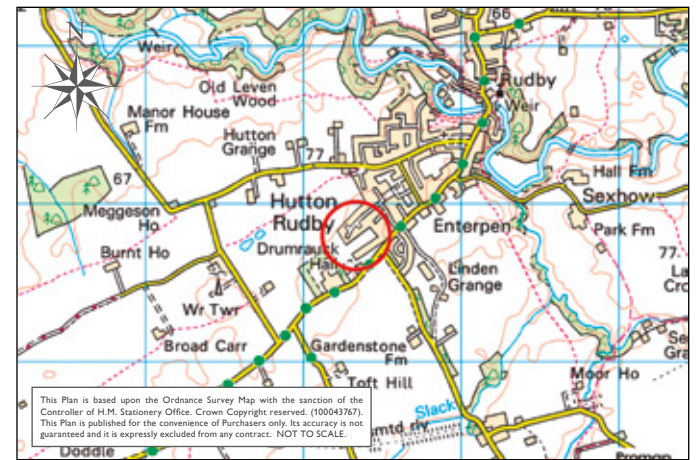 N
66
Weir
Rudby
Weir
70
Old Leven
Wood
Manor House
Fm
Hutton
Grange
77
67
Hall Fm
Sexhow
Hutton
Rudby
Meggeson
Ho
Enterpen
Park Fm
Burnt Ho
Drumrauck
Hall
77
Linden
Grange
Wr Twr
Broad Carr
Gardenstone
Fm
Toft Hill
Moor Ho
Slack
smtd rly
Doddle
This Plan is based upon the Ordnance Survey Map with the sanction of the
Controller of H.M. Stationery Office. Crown Copyright reserved. (100043767).
This Plan is published for the convenience of Purchasers only. Its accuracy is not
guaranteed and it is expressly excluded from any contract. NOT TO SCALE.